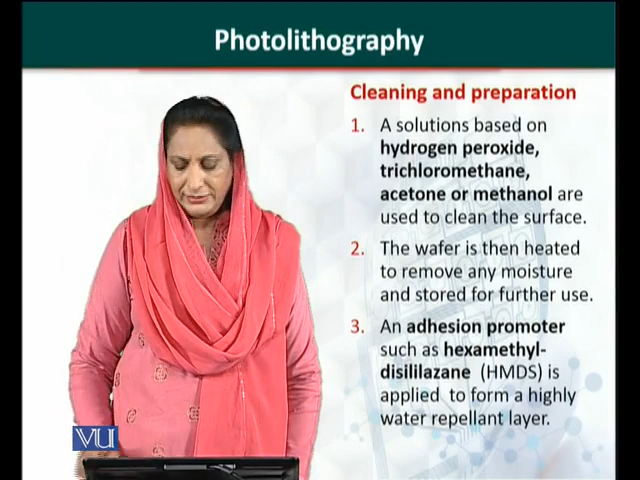 Photolithography
Cleaning and preparation
1. A solutions based on
hydrogen peroxide,
trichloromethane,
acetone or methanol are
used to clean the surface.
2. The wafer is then heated
to remove any moisture
and stored for further use.
3. An adhesion promoter
such as hexamethyl-
disililazane (HMDS) is
applied to form a highly
water repellant layer.
VU